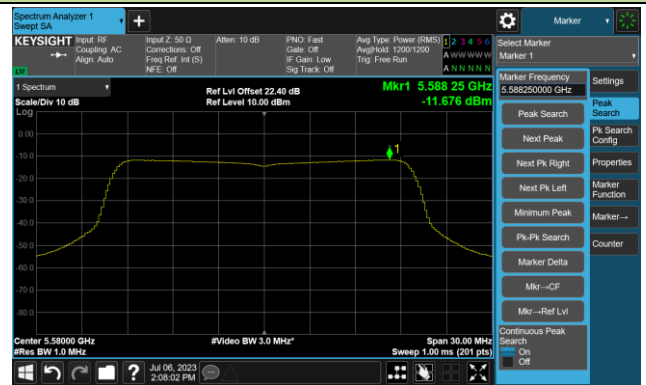 Spectrum Analyzer 1
Swept SA
Marker
KEYSIGHT
Input: RF
Coupling: AC
Align: Auto
Input Z: 50 Ω
Corrections: Off
Freq Ref: Int (S)
NFE: Off
Atten: 10 dB
PNO: Fast
Gate: Off
IF Gain: Low
Sig Track: Off
Avg Type: Power (RMS)
Avg|Hold: 1200/1200
Trig: Free Run
1 2 3 4 5 6
A W W W W W
A N N N N N
Select Marker
Marker 1
1 Spectrum
Scale/Div 10 dB
Log
Ref Lvl Offset 22.40 dB
Ref Level 10.00 dBm
Mkr1 5.588 25 GHz
-11.676 dBm
0.00
-10.0
-20.0
-30.0
-40.0
-50.0
-60.0
-70.0
-80.0
1
Center 5.58000 GHz
#Res BW 1.0 MHz
#Video BW 3.0 MHz*
Span 30.00 MHz
Sweep 1.00 ms (201 pts)
Marker Frequency
5.588250000 GHz
Peak Search
Next Peak
Next Pk Right
Next Pk Left
Minimum Peak
Pk-Pk Search
Marker Delta
Mkr→CF
Mkr→Ref Lvl
Continuous Peak
Search
On
Off
Settings
Peak
Search
Pk Search
Config
Properties
Marker
Function
Marker→
Counter
?
Jul 06, 2023
2:08:02 PM